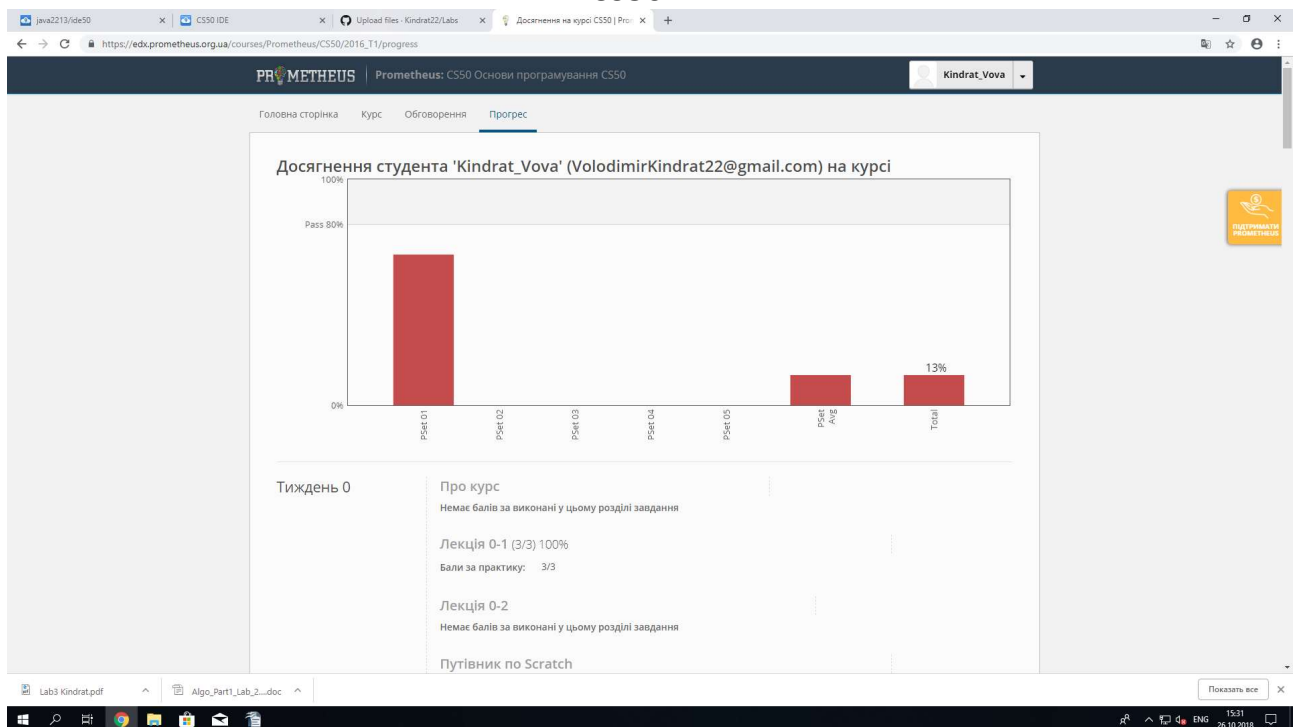 java2213/ide50
CS50 IDE
Upload files · Kindrat22/Labs
Досягнення на курсі CS50 | Pro
https://edx.prometheus.org.ua/courses/Prometheus/CS50/2016_T1/progress
PROMETHEUS
Prometheus: CS50 Основи програмування CS50
Kindrat_Vova
Головна сторінка Курс Обговорення Прогрес
Досягнення студента 'Kindrat_Vova' (VolodimirKindrat22@gmail.com) на курсі
100%
Pass 80%
13%
0%
PSet 01
PSet 02
PSet 03
PSet 04
PSet 05
PSet
Avg
Total
ПІДТРИМАТИ
PROMETHEUS
Тиждень 0
Про курс
Немає балів за виконані у цьому розділі завдання
Лекція 0-1 (3/3) 100%
Бали за практику: 3/3
Лекція 0-2
Немає балів за виконані у цьому розділі завдання
Путівник по Scratch
Lab3 Kindrat.pdf
Algo_Part1_Lab_2....doc
Показать все
ENG
15:31
26.10.2018